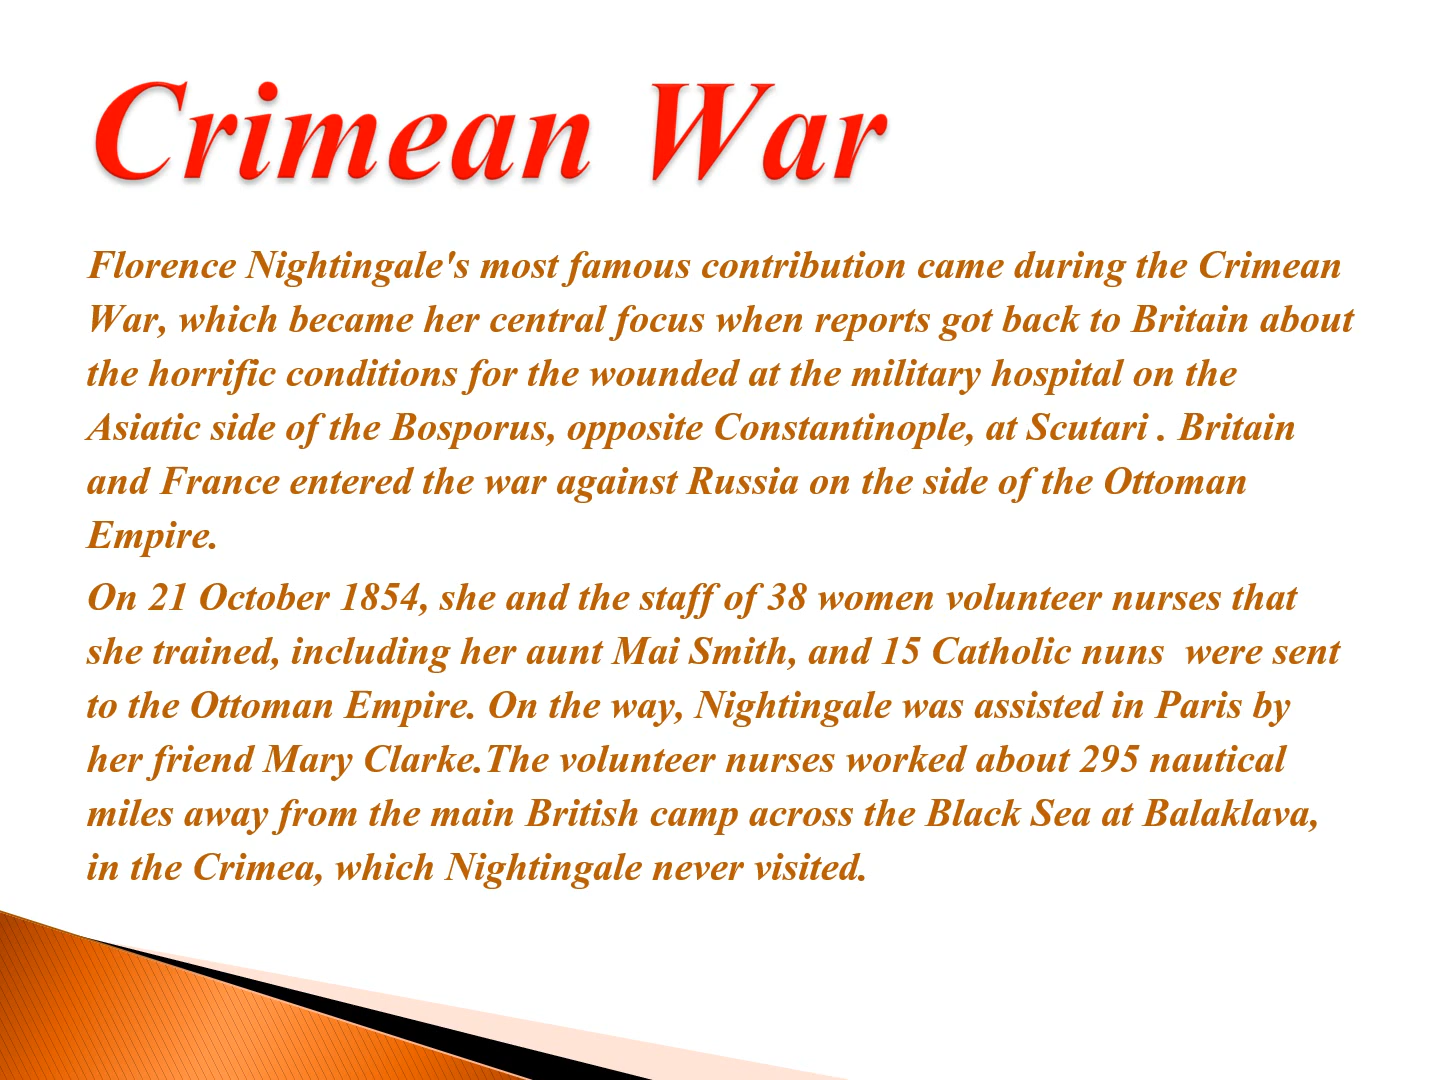 Crimean War
Florence Nightingale's most famous contribution came during the Crimean
War, which became her central focus when reports got back to Britain about
the horrific conditions for the wounded at the military hospital on the
Asiatic side of the Bosporus, opposite Constantinople, at Scutari . Britain
and France entered the war against Russia on the side of the Ottoman
Empire.
On 21 October 1854, she and the staff of 38 women volunteer nurses that
she trained, including her aunt Mai Smith, and 15 Catholic nuns  were sent
to the Ottoman Empire. On the way, Nightingale was assisted in Paris by
her friend Mary Clarke.The volunteer nurses worked about 295 nautical
miles away from the main British camp across the Black Sea at Balaklava,
in the Crimea, which Nightingale never visited.